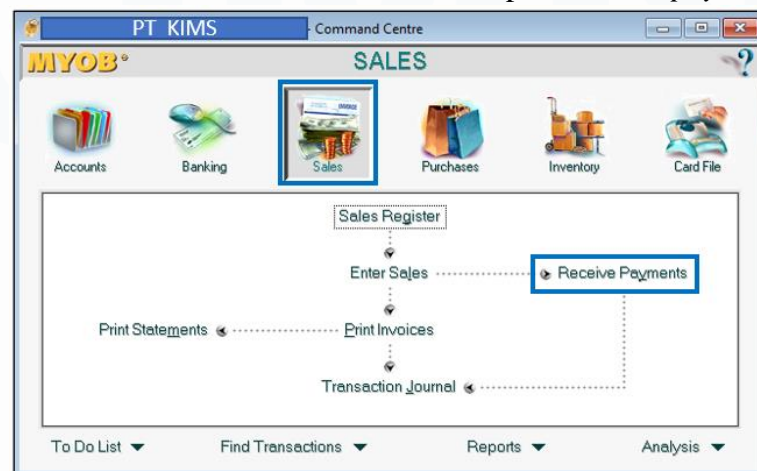 PT KIMS - Command Centre
MYOB® SALES
Accounts Banking Sales Purchases Inventory Card File
Sales Register
Enter Sales Receive Payments
Print Statements Print Invoices
Transaction Journal
To Do List Find Transactions Reports Analysis